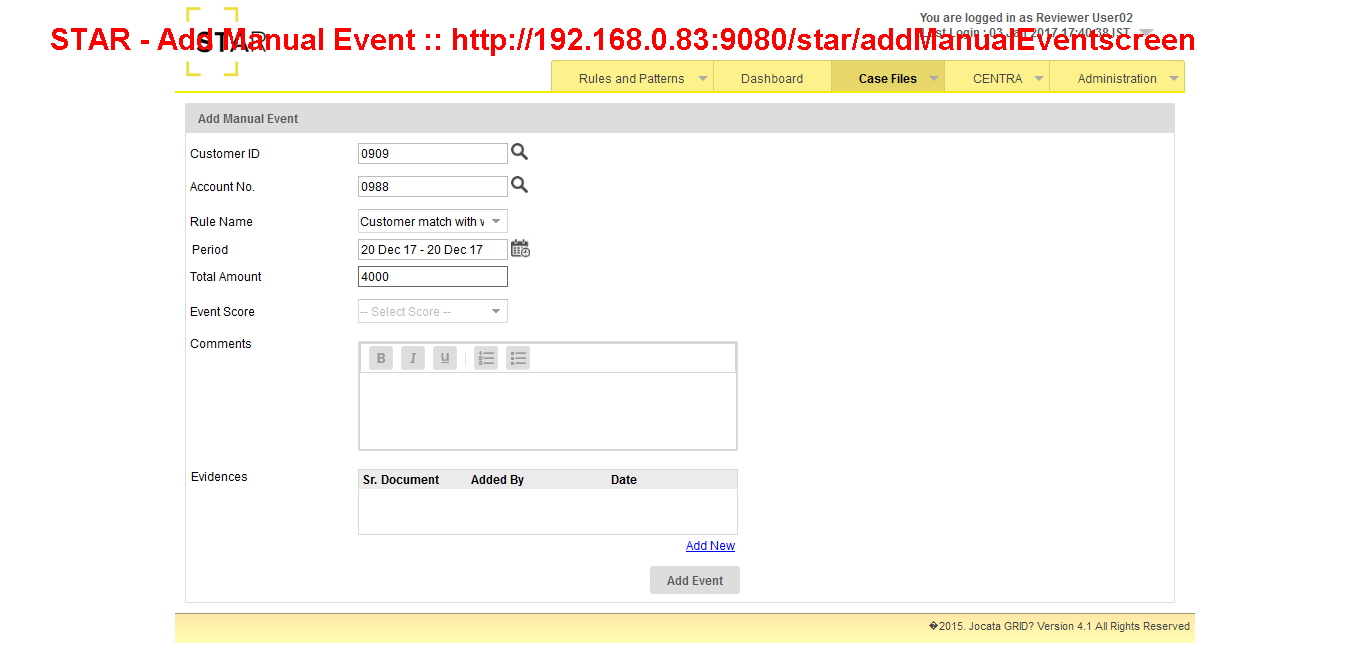 You are logged in as Reviewer User02
STAR
STAR - Add Manual Event :: http://192.168.0.83:9080/star/addManualEventscreen
Last Login : 03 Jan 2017 17:40:38 IST
Rules and Patterns Dashboard Case Files CENTRA Administration
Add Manual Event
Customer ID 0909
Account No. 0988
Rule Name Customer match with w
Period 20 Dec 17 - 20 Dec 17
Total Amount 4000
Event Score -- Select Score --
Comments
B I U
Evidences Sr. Document Added By Date
Add New
Add Event
�2015. Jocata GRID? Version 4.1 All Rights Reserved